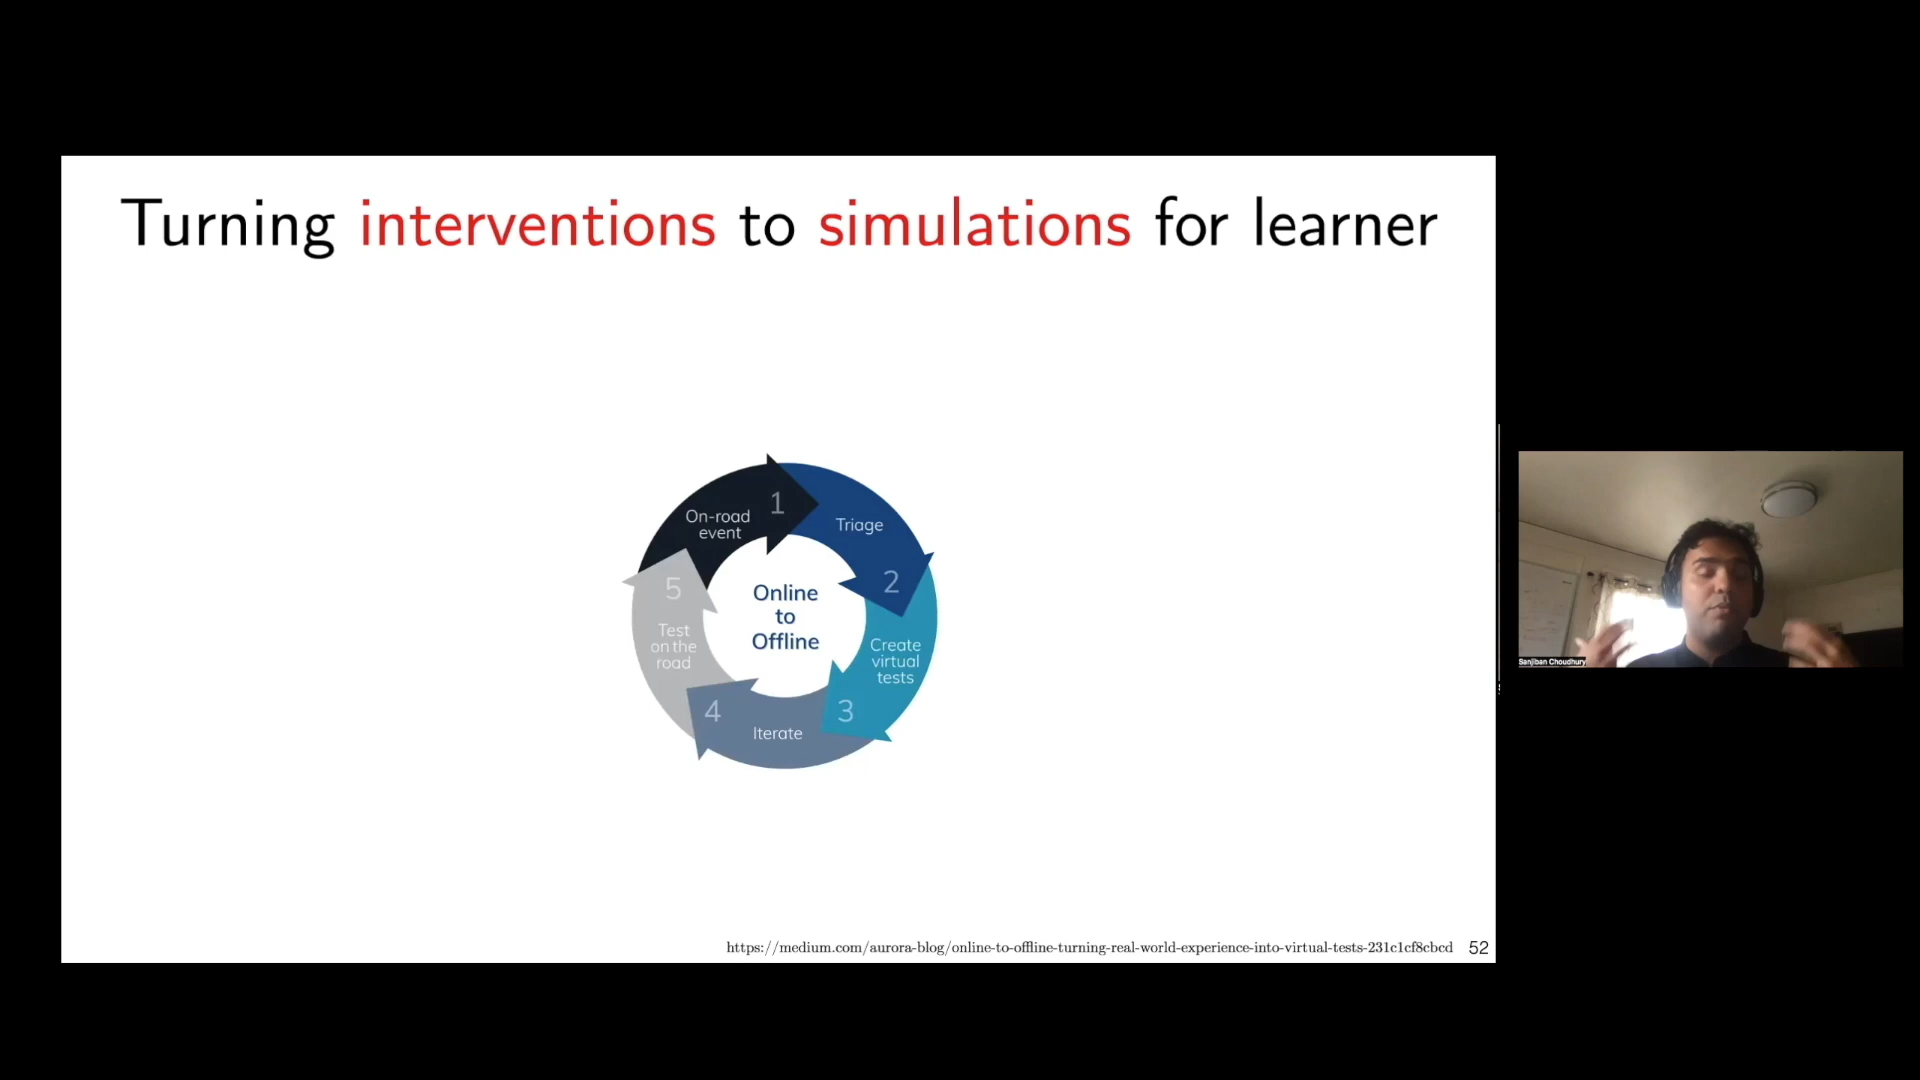 Turning interventions to simulations for learner
On-road
event
1
Triage
2
Create
virtual
tests
3
Iterate
4
Test
on the
road
5
Online
to
Offline
https://medium.com/aurora-blog/online-to-offline-turning-real-world-experience-into-virtual-tests-231c1cf8cbcd
52
Sanjiban Choudhury